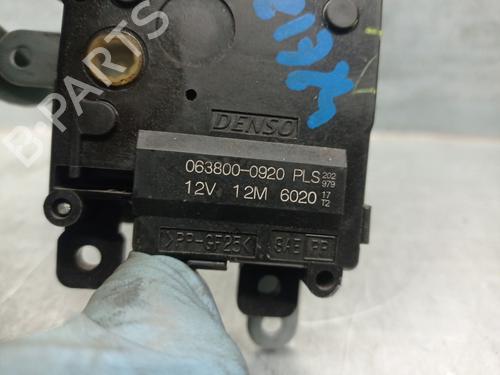 B-PARTS
DENSO
063800-0920 PLS 202 979
12V 12M 6020 17 T2
>PP-GF25<